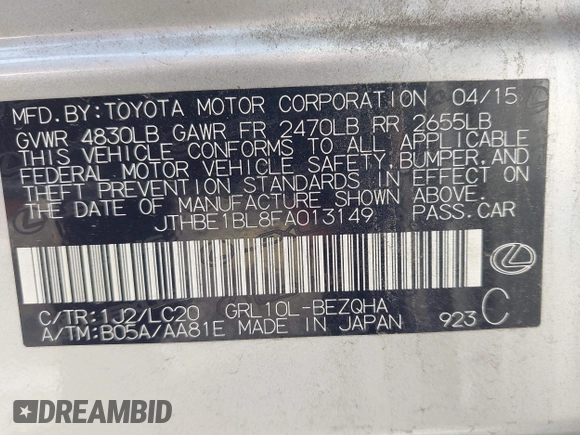 MFD. BY: TOYOTA MOTOR CORPORATION 04/15
GVWR 4830LB GAWR FR 2470LB RR 2655LB
THIS VEHICLE CONFORMS TO ALL APPLICABLE
FEDERAL MOTOR VEHICLE SAFETY, BUMPER, AND
THEFT PREVENTION STANDARDS IN EFFECT ON
THE DATE OF MANUFACTURE SHOWN ABOVE.
JTHBE1BL8FA013149 PASS. CAR
C/TR: 1J2/LC20 GRL10L-BEZQHA C
A/TM: B05A/AA81E MADE IN JAPAN 923
DREAMBID